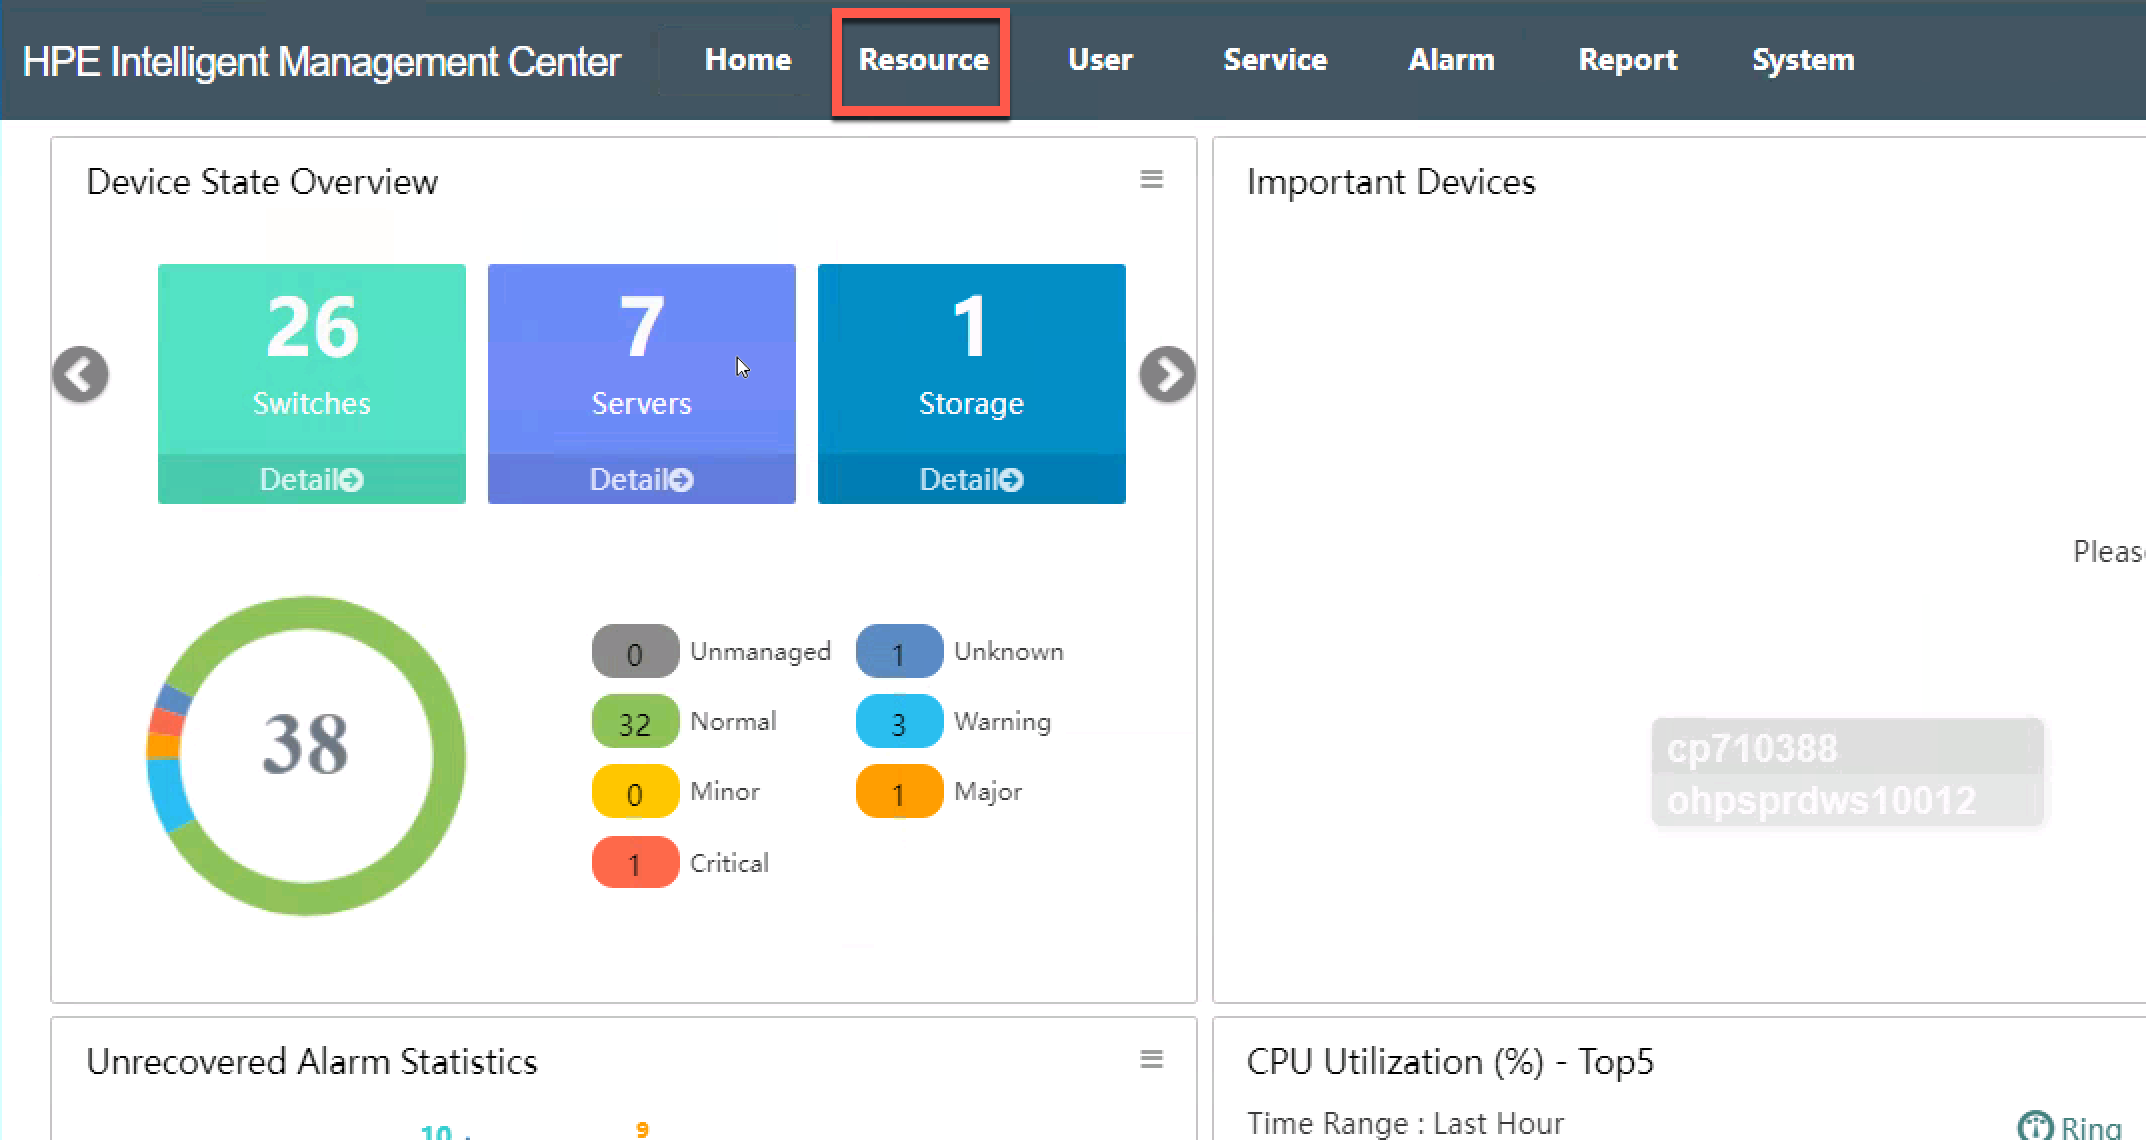 HPE Intelligent Management Center Home Resource User Service Alarm Report System
Device State Overview
26
Switches
Detail
7
Servers
Detail
1
Storage
Detail
38
0 Unmanaged
1 Unknown
32 Normal
3 Warning
0 Minor
1 Major
1 Critical
Important Devices
cp710388
ohpsprdws10012
Unrecovered Alarm Statistics
10
9
CPU Utilization (%) - Top5
Time Range : Last Hour
Ring